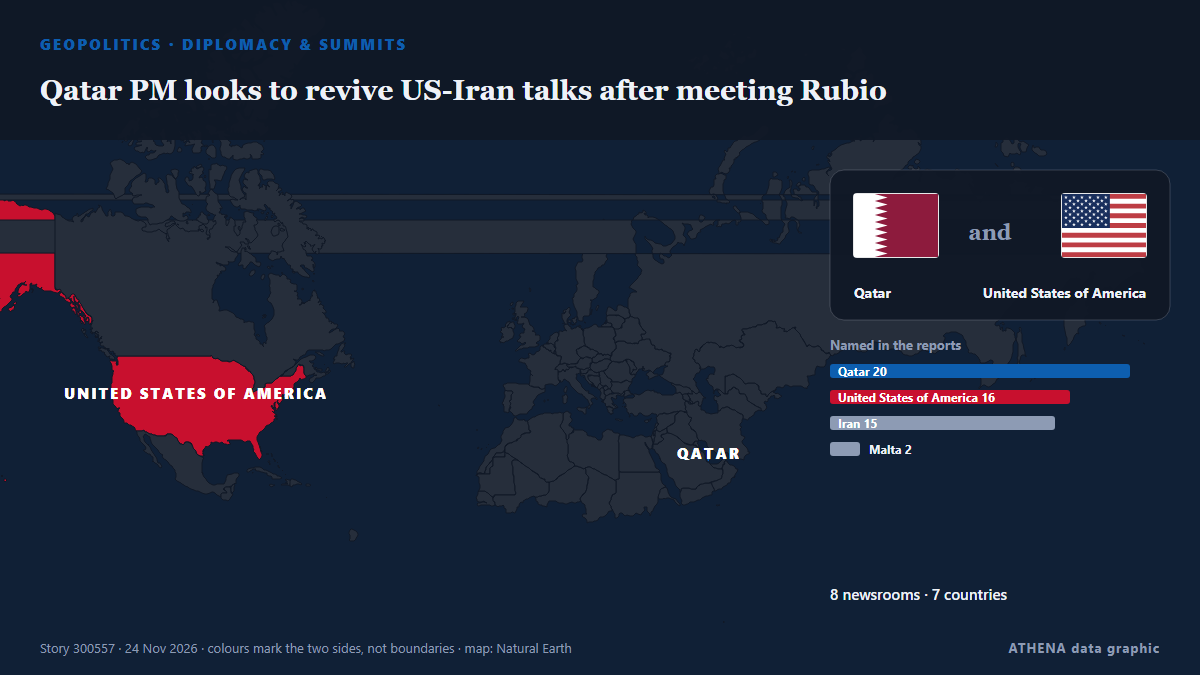 GEOPOLITICS · DIPLOMACY & SUMMITS
Qatar PM looks to revive US-Iran talks after meeting Rubio
and
Qatar
United States of America
Named in the reports
Qatar 20
United States of America 16
Iran 15
Malta 2
UNITED STATES OF AMERICA
QATAR
8 newsrooms · 7 countries
Story 300557 · 24 Nov 2026 · colours mark the two sides, not boundaries · map: Natural Earth
ATHENA data graphic